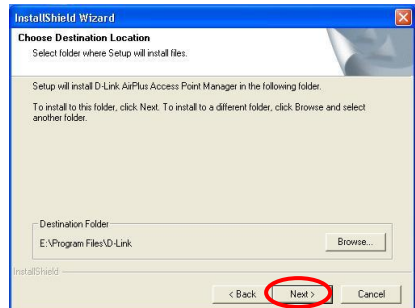 InstallShield Wizard
Choose Destination Location
Select folder where Setup will install files.
Setup will install D-Link AirPlus Access Point Manager in the following folder.
To install to this folder, click Next. To install to a different folder, click Browse and select
another folder.
Destination Folder
E:\Program Files\D-Link
Browse...
InstallShield
< Back
Next >
Cancel